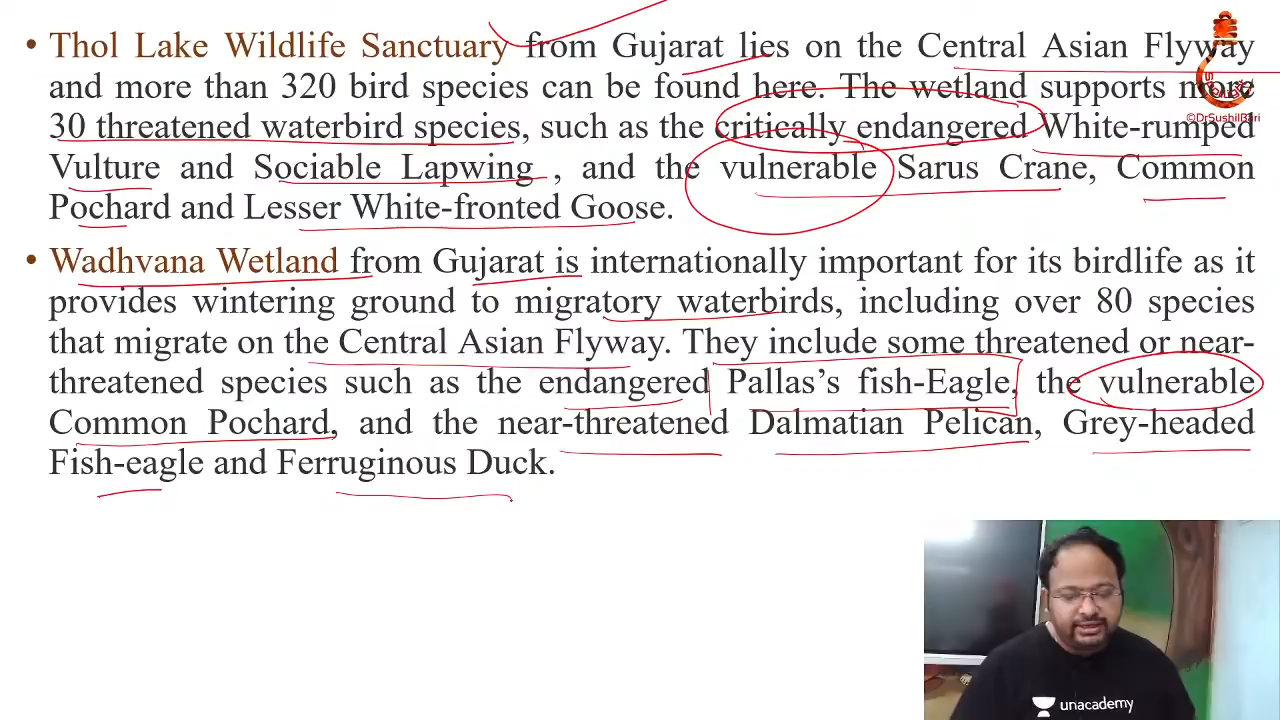 • Thol Lake Wildlife Sanctuary from Gujarat lies on the Central Asian Flyway
and more than 320 bird species can be found here. The wetland supports more
30 threatened waterbird species, such as the critically endangered White-rumped
Vulture and Sociable Lapwing , and the vulnerable Sarus Crane, Common
Pochard and Lesser White-fronted Goose.
• Wadhvana Wetland from Gujarat is internationally important for its birdlife as it
provides wintering ground to migratory waterbirds, including over 80 species
that migrate on the Central Asian Flyway. They include some threatened or near-
threatened species such as the endangered Pallas’s fish-Eagle, the vulnerable
Common Pochard, and the near-threatened Dalmatian Pelican, Grey-headed
Fish-eagle and Ferruginous Duck.
©DrSushilBari
unacademy